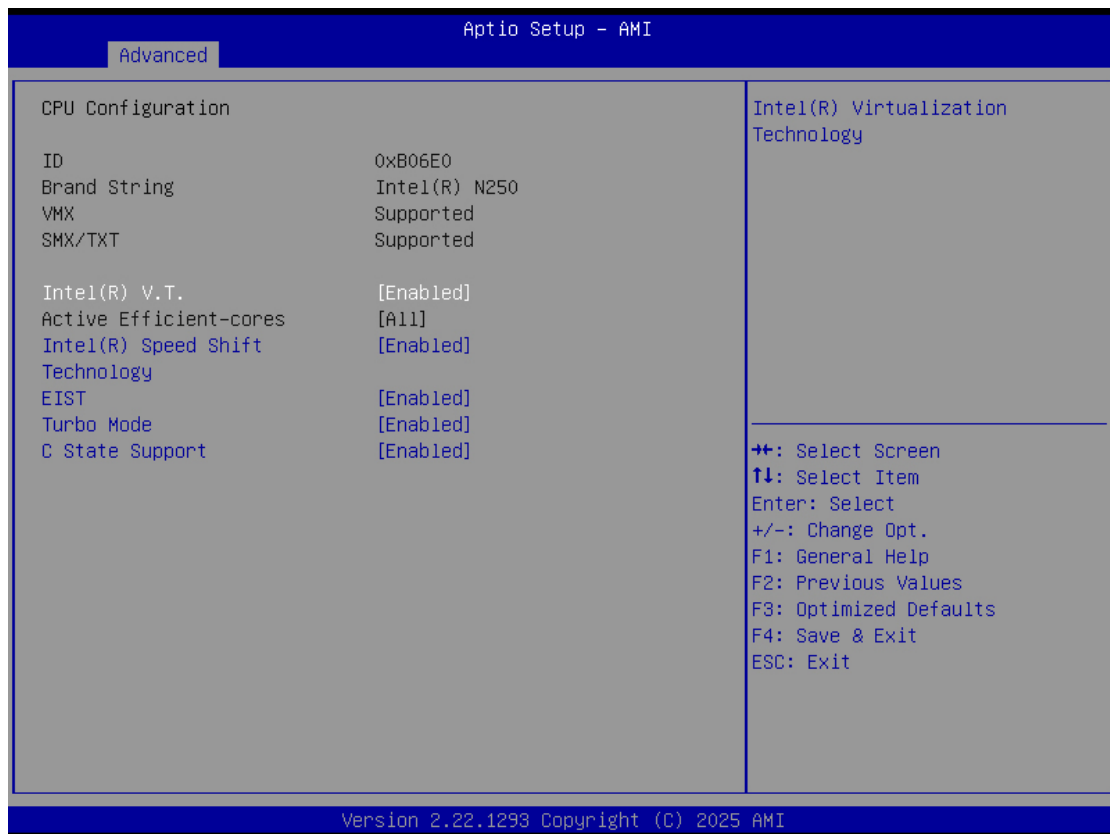 Aptio Setup - AMI
Advanced
CPU Configuration
ID 0xB06E0
Brand String Intel(R) N250
VMX Supported
SMX/TXT Supported
Intel(R) V.T. [Enabled]
Active Efficient-cores [All]
Intel(R) Speed Shift [Enabled]
Technology
EIST [Enabled]
Turbo Mode [Enabled]
C State Support [Enabled]
Intel(R) Virtualization
Technology
→←: Select Screen
↑↓: Select Item
Enter: Select
+/-: Change Opt.
F1: General Help
F2: Previous Values
F3: Optimized Defaults
F4: Save & Exit
ESC: Exit
Version 2.22.1293 Copyright (C) 2025 AMI